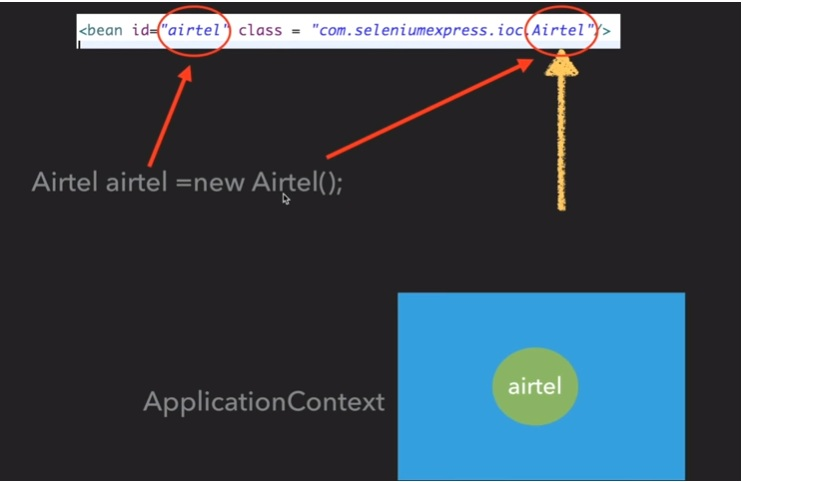 <bean id="airtel" class = "com.seleniumexpress.ioc.Airtel"/>
Airtel airtel =new Airtel();
airtel
ApplicationContext